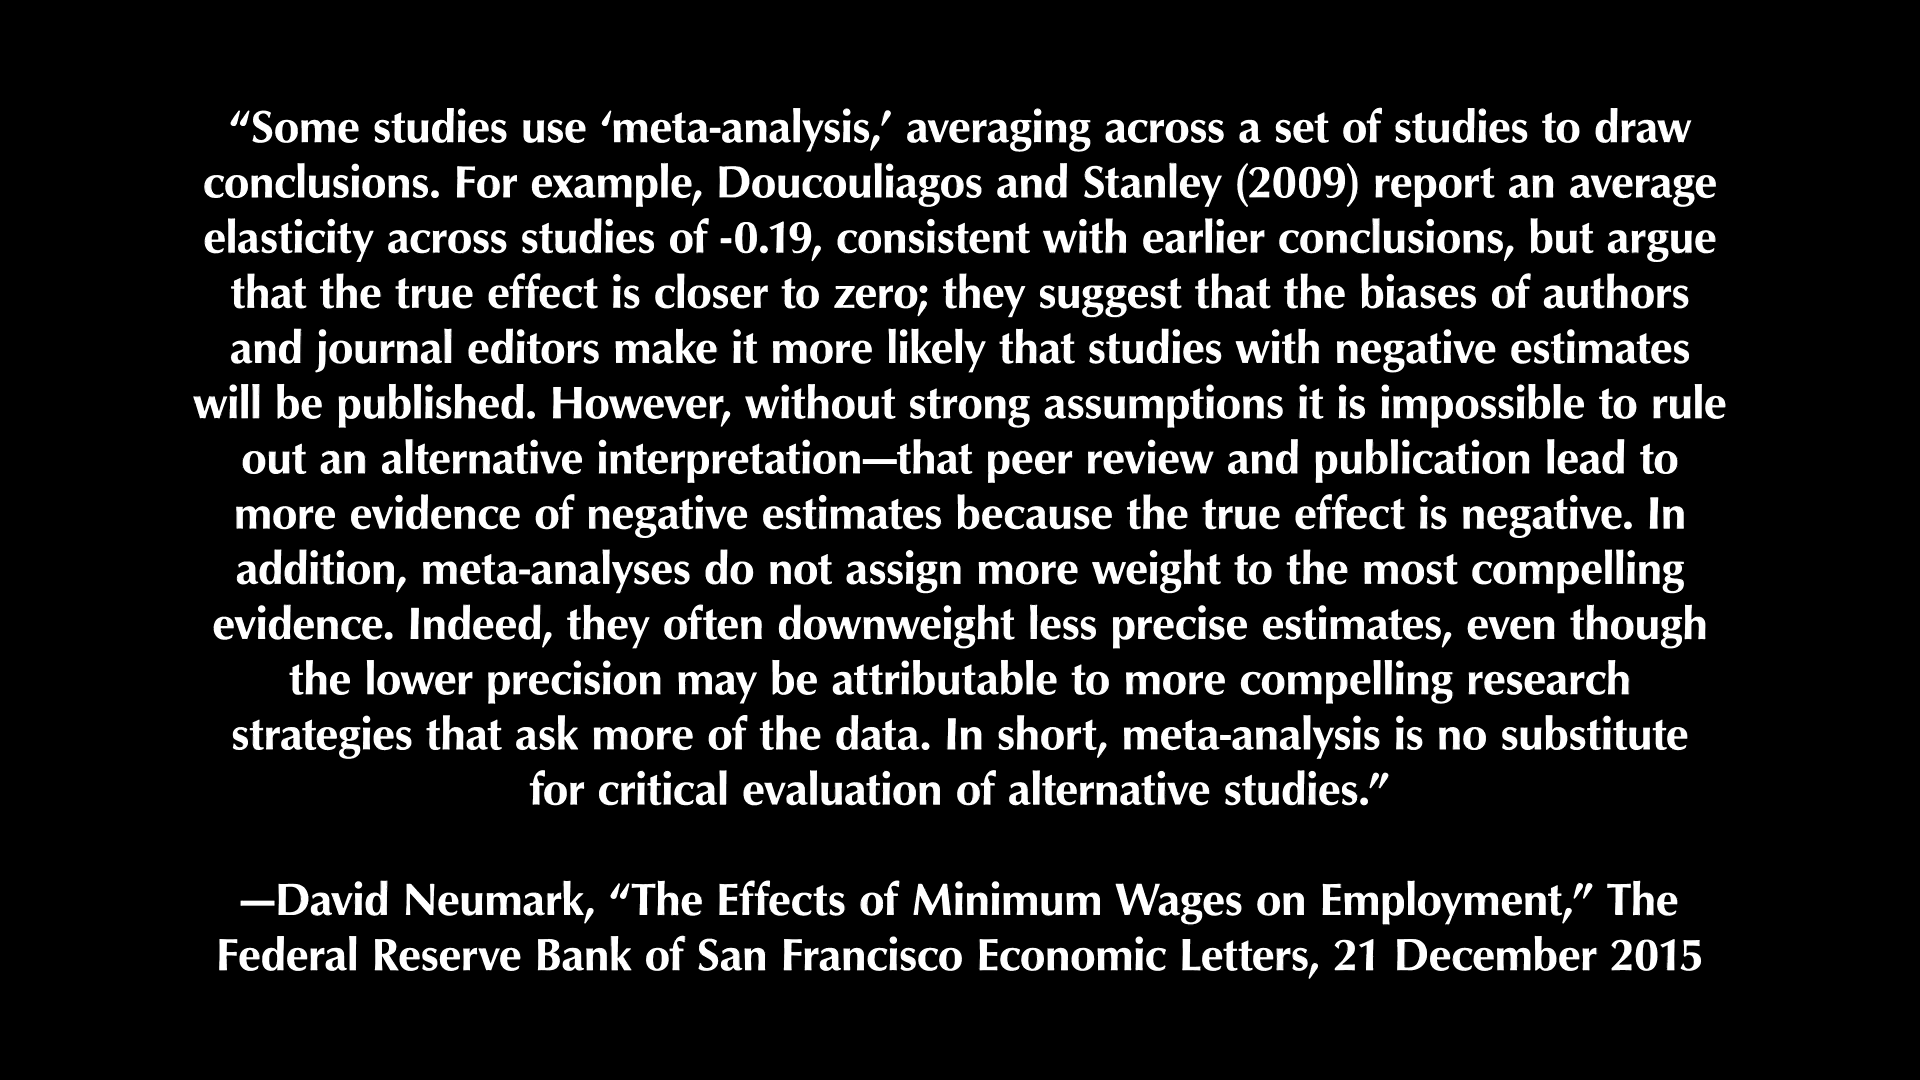 “Some studies use ‘meta-analysis,’ averaging across a set of studies to draw
conclusions. For example, Doucouliagos and Stanley (2009) report an average
elasticity across studies of -0.19, consistent with earlier conclusions, but argue
that the true effect is closer to zero; they suggest that the biases of authors
and journal editors make it more likely that studies with negative estimates
will be published. However, without strong assumptions it is impossible to rule
out an alternative interpretation—that peer review and publication lead to
more evidence of negative estimates because the true effect is negative. In
addition, meta-analyses do not assign more weight to the most compelling
evidence. Indeed, they often downweight less precise estimates, even though
the lower precision may be attributable to more compelling research
strategies that ask more of the data. In short, meta-analysis is no substitute
for critical evaluation of alternative studies.”
—David Neumark, “The Effects of Minimum Wages on Employment,” The
Federal Reserve Bank of San Francisco Economic Letters, 21 December 2015